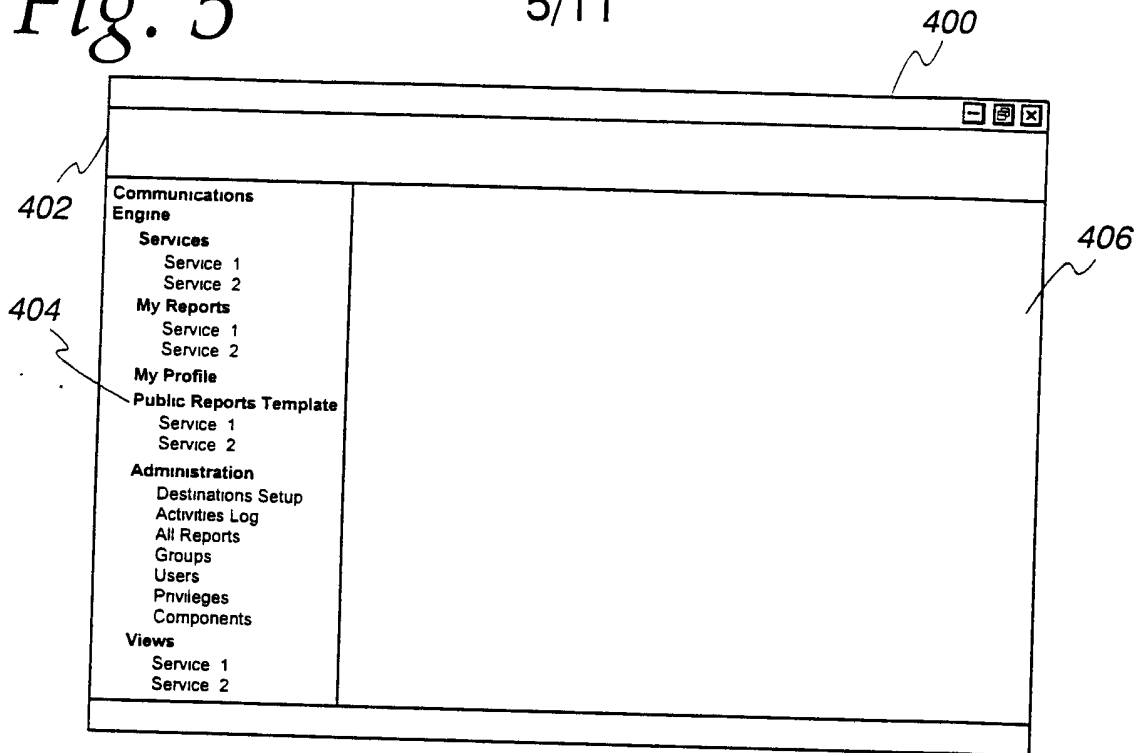 Fig. 5
5/11
400
402
Communications
Engine
Services
Service 1
Service 2
My Reports
Service 1
Service 2
My Profile
404
Public Reports Template
Service 1
Service 2
Administration
Destinations Setup
Activities Log
All Reports
Groups
Users
Privileges
Components
Views
Service 1
Service 2
406